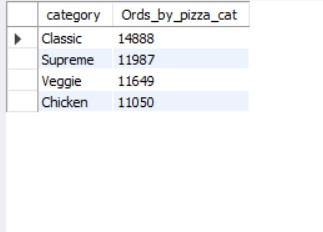 category Ords_by_pizza_cat
Classic 14888
Supreme 11987
Veggie 11649
Chicken 11050